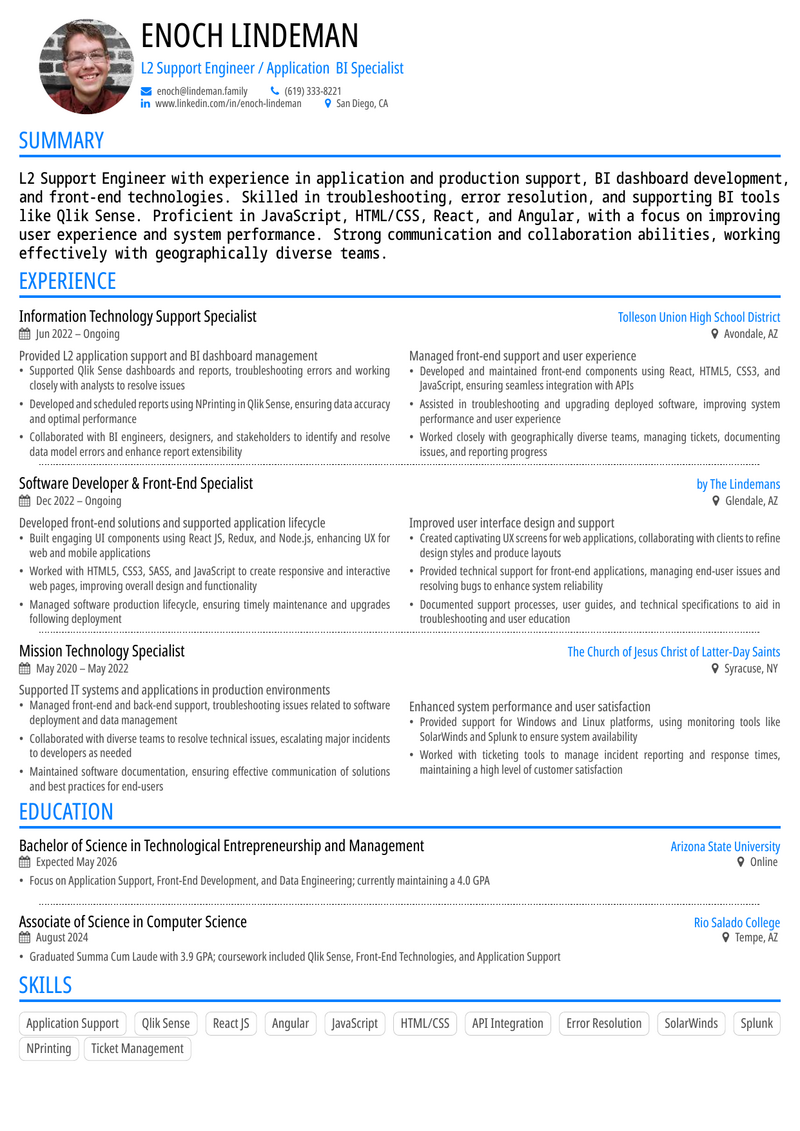 ENOCH LINDEMAN
L2 Support Engineer / Application BI Specialist
enoch@lindeman.family (619) 333-8221
www.linkedin.com/in/enoch-lindeman San Diego, CA
SUMMARY
L2 Support Engineer with experience in application and production support, BI dashboard development,
and front-end technologies. Skilled in troubleshooting, error resolution, and supporting BI tools
like Qlik Sense. Proficient in JavaScript, HTML/CSS, React, and Angular, with a focus on improving
user experience and system performance. Strong communication and collaboration abilities, working
effectively with geographically diverse teams.
EXPERIENCE
Information Technology Support Specialist Tolleson Union High School District
Jun 2022 – Ongoing Avondale, AZ
Provided L2 application support and BI dashboard management
• Supported Qlik Sense dashboards and reports, troubleshooting errors and working
closely with analysts to resolve issues
• Developed and scheduled reports using NPrinting in Qlik Sense, ensuring data accuracy
and optimal performance
• Collaborated with BI engineers, designers, and stakeholders to identify and resolve
data model errors and enhance report extensibility
Managed front-end support and user experience
• Developed and maintained front-end components using React, HTML5, CSS3, and
JavaScript, ensuring seamless integration with APIs
• Assisted in troubleshooting and upgrading deployed software, improving system
performance and user experience
• Worked closely with geographically diverse teams, managing tickets, documenting
issues, and reporting progress
Software Developer & Front-End Specialist by The Lindemans
Dec 2022 – Ongoing Glendale, AZ
Developed front-end solutions and supported application lifecycle
• Built engaging UI components using React JS, Redux, and Node.js, enhancing UX for
web and mobile applications
• Worked with HTML5, CSS3, SASS, and JavaScript to create responsive and interactive
web pages, improving overall design and functionality
• Managed software production lifecycle, ensuring timely maintenance and upgrades
following deployment
Improved user interface design and support
• Created captivating UX screens for web applications, collaborating with clients to refine
design styles and produce layouts
• Provided technical support for front-end applications, managing end-user issues and
resolving bugs to enhance system reliability
• Documented support processes, user guides, and technical specifications to aid in
troubleshooting and user education
Mission Technology Specialist The Church of Jesus Christ of Latter-Day Saints
May 2020 – May 2022 Syracuse, NY
Supported IT systems and applications in production environments
• Managed front-end and back-end support, troubleshooting issues related to software
deployment and data management
• Collaborated with diverse teams to resolve technical issues, escalating major incidents
to developers as needed
• Maintained software documentation, ensuring effective communication of solutions
and best practices for end-users
Enhanced system performance and user satisfaction
• Provided support for Windows and Linux platforms, using monitoring tools like
SolarWinds and Splunk to ensure system availability
• Worked with ticketing tools to manage incident reporting and response times,
maintaining a high level of customer satisfaction
EDUCATION
Bachelor of Science in Technological Entrepreneurship and Management Arizona State University
Expected May 2026 Online
• Focus on Application Support, Front-End Development, and Data Engineering; currently maintaining a 4.0 GPA
Associate of Science in Computer Science Rio Salado College
August 2024 Tempe, AZ
• Graduated Summa Cum Laude with 3.9 GPA; coursework included Qlik Sense, Front-End Technologies, and Application Support
SKILLS
Application Support Qlik Sense React JS Angular JavaScript HTML/CSS API Integration Error Resolution SolarWinds Splunk
NPrinting Ticket Management